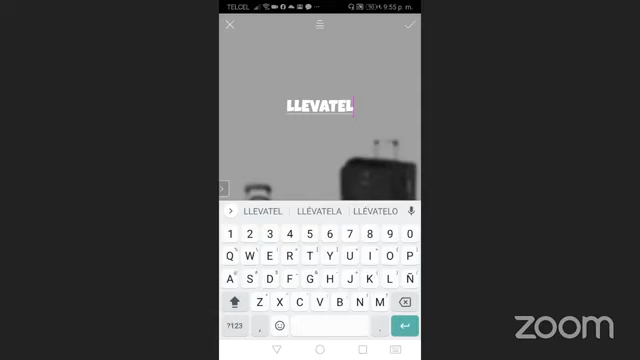 TELCEL 9:55 p. m.
LLEVATEL
LLEVATEL LLÉVATELA LLÉVATELO
1 2 3 4 5 6 7 8 9 0
Q W E R T Y U I O P
A S D F G H J K L Ñ
Z X C V B N M
?123 , .
zoom